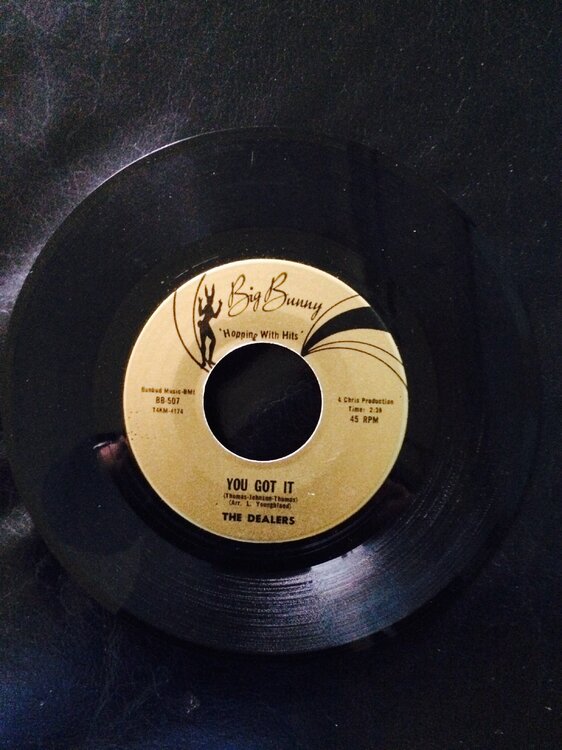 Big Bunny
"Hopping With Hits"
Sunbud Music-BMI
BB-507
T4KM-4174
A Chris Production
Time: 2:39
45 RPM
YOU GOT IT
(Thomas-Johnson-Thomas)
(Arr. L. Youngblood)
THE DEALERS